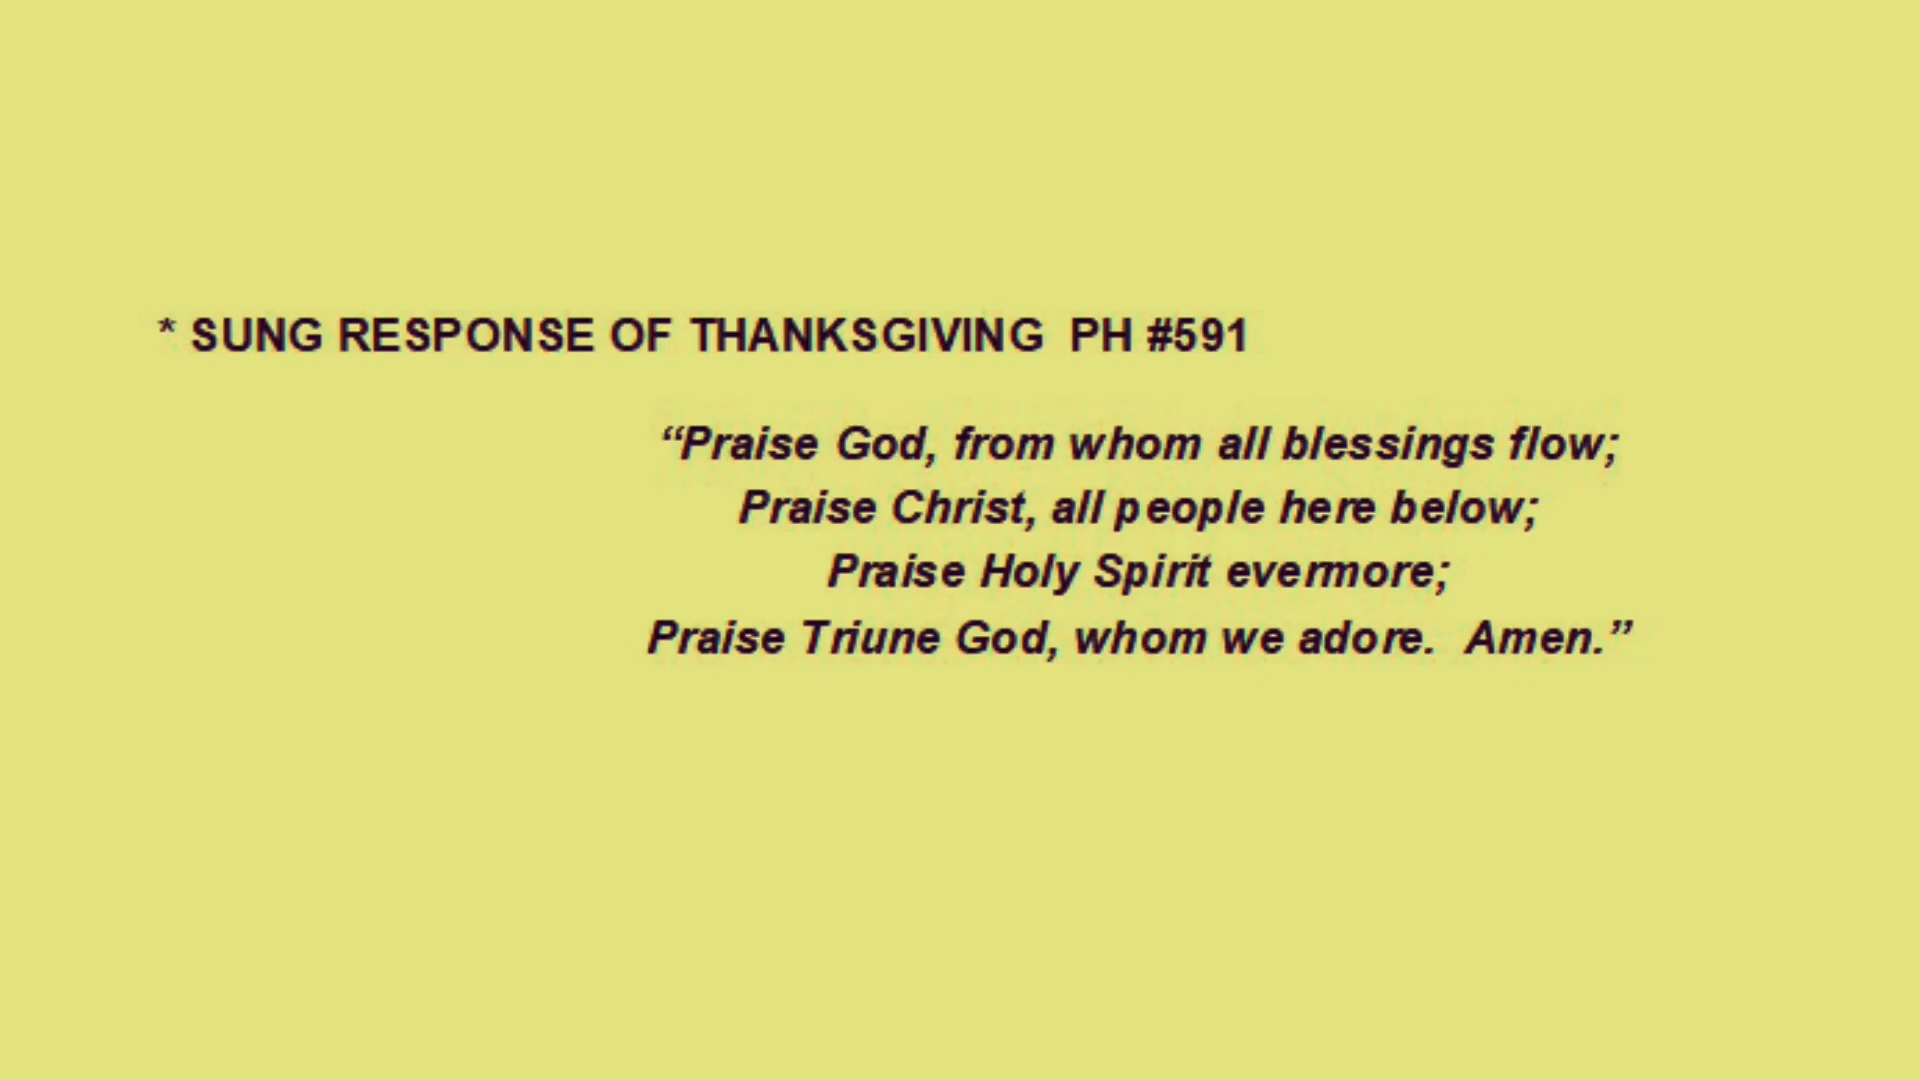 * SUNG RESPONSE OF THANKSGIVING  PH #591
“Praise God, from whom all blessings flow;
Praise Christ, all people here below;
Praise Holy Spirit evermore;
Praise Triune God, whom we adore.  Amen.”